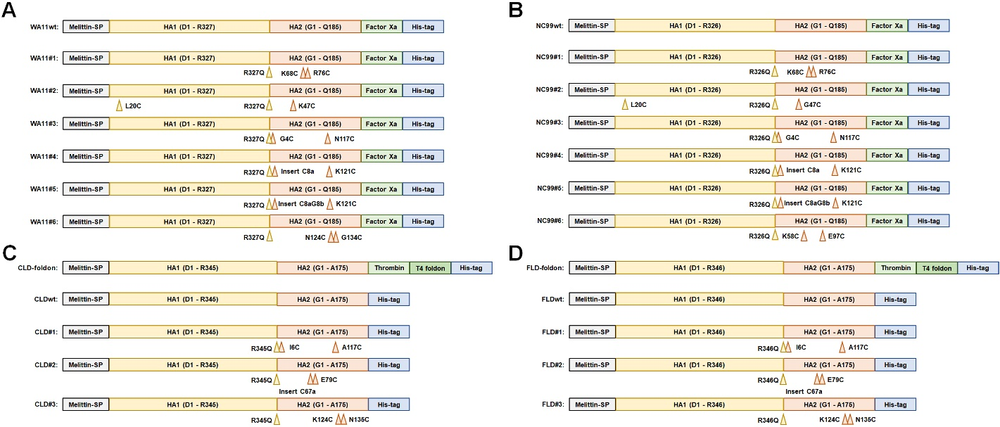 A
WA11wt: Melittin-SP HA1 (D1 - R327) HA2 (G1 - Q185) Factor Xa His-tag
WA11#1: Melittin-SP HA1 (D1 - R327) HA2 (G1 - Q185) Factor Xa His-tag
R327Q K68C R76C
WA11#2: Melittin-SP HA1 (D1 - R327) HA2 (G1 - Q185) Factor Xa His-tag
L20C R327Q K47C
WA11#3: Melittin-SP HA1 (D1 - R327) HA2 (G1 - Q185) Factor Xa His-tag
R327Q G4C N117C
WA11#4: Melittin-SP HA1 (D1 - R327) HA2 (G1 - Q185) Factor Xa His-tag
R327Q Insert C8a K121C
WA11#5: Melittin-SP HA1 (D1 - R327) HA2 (G1 - Q185) Factor Xa His-tag
R327Q Insert C8aG8b K121C
WA11#6: Melittin-SP HA1 (D1 - R327) HA2 (G1 - Q185) Factor Xa His-tag
R327Q N124C G134C
B
NC99wt: Melittin-SP HA1 (D1 - R326) HA2 (G1 - Q185) Factor Xa His-tag
NC99#1: Melittin-SP HA1 (D1 - R326) HA2 (G1 - Q185) Factor Xa His-tag
R326Q K68C R76C
NC99#2: Melittin-SP HA1 (D1 - R326) HA2 (G1 - Q185) Factor Xa His-tag
L20C R326Q G47C
NC99#3: Melittin-SP HA1 (D1 - R326) HA2 (G1 - Q185) Factor Xa His-tag
R326Q G4C N117C
NC99#4: Melittin-SP HA1 (D1 - R326) HA2 (G1 - Q185) Factor Xa His-tag
R326Q Insert C8a K121C
NC99#5: Melittin-SP HA1 (D1 - R326) HA2 (G1 - Q185) Factor Xa His-tag
R326Q Insert C8aG8b K121C
NC99#6: Melittin-SP HA1 (D1 - R326) HA2 (G1 - Q185) Factor Xa His-tag
R326Q K58C E97C
C
CLD-foldon: Melittin-SP HA1 (D1 - R345) HA2 (G1 - A175) Thrombin T4 foldon His-tag
CLDwt: Melittin-SP HA1 (D1 - R345) HA2 (G1 - A175) His-tag
CLD#1: Melittin-SP HA1 (D1 - R345) HA2 (G1 - A175) His-tag
R345Q I6C A117C
CLD#2: Melittin-SP HA1 (D1 - R345) HA2 (G1 - A175) His-tag
R345Q E79C
Insert C67a
CLD#3: Melittin-SP HA1 (D1 - R345) HA2 (G1 - A175) His-tag
R345Q K124C N135C
D
FLD-foldon: Melittin-SP HA1 (D1 - R346) HA2 (G1 - A175) Thrombin T4 foldon His-tag
FLDwt: Melittin-SP HA1 (D1 - R346) HA2 (G1 - A175) His-tag
FLD#1: Melittin-SP HA1 (D1 - R346) HA2 (G1 - A175) His-tag
R346Q I6C A117C
FLD#2: Melittin-SP HA1 (D1 - R346) HA2 (G1 - A175) His-tag
R346Q E79C
Insert C67a
FLD#3: Melittin-SP HA1 (D1 - R346) HA2 (G1 - A175) His-tag
R346Q K124C N135C